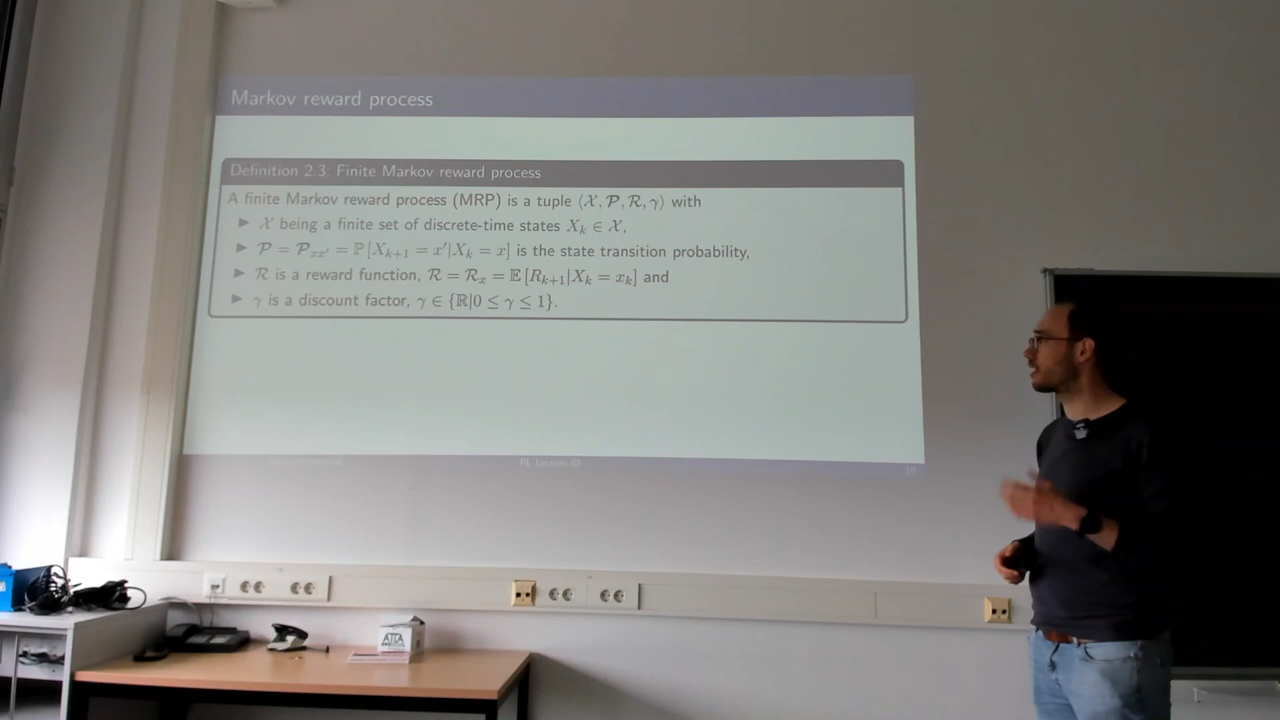 Markov reward process
Definition 2.3: Finite Markov reward process
A finite Markov reward process (MRP) is a tuple ⟨𝒳, 𝒫, ℛ, γ⟩ with
▶ 𝒳 being a finite set of discrete-time states X_k ∈ 𝒳,
▶ 𝒫 = 𝒫_{xx'} = ℙ[X_{k+1} = x'|X_k = x] is the state transition probability,
▶ ℛ is a reward function, ℛ = ℛ_x = 𝔼[R_{k+1}|X_k = x_k] and
▶ γ is a discount factor, γ ∈ {ℝ|0 ≤ γ ≤ 1}.
RL Lecture 02
ATLA